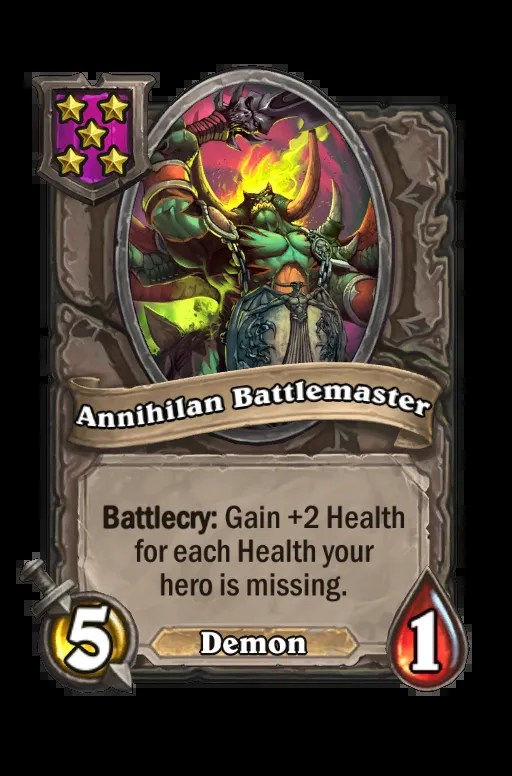 Annihilan Battlemaster
Battlecry: Gain +2 Health
for each Health your
hero is missing.
5
Demon
1